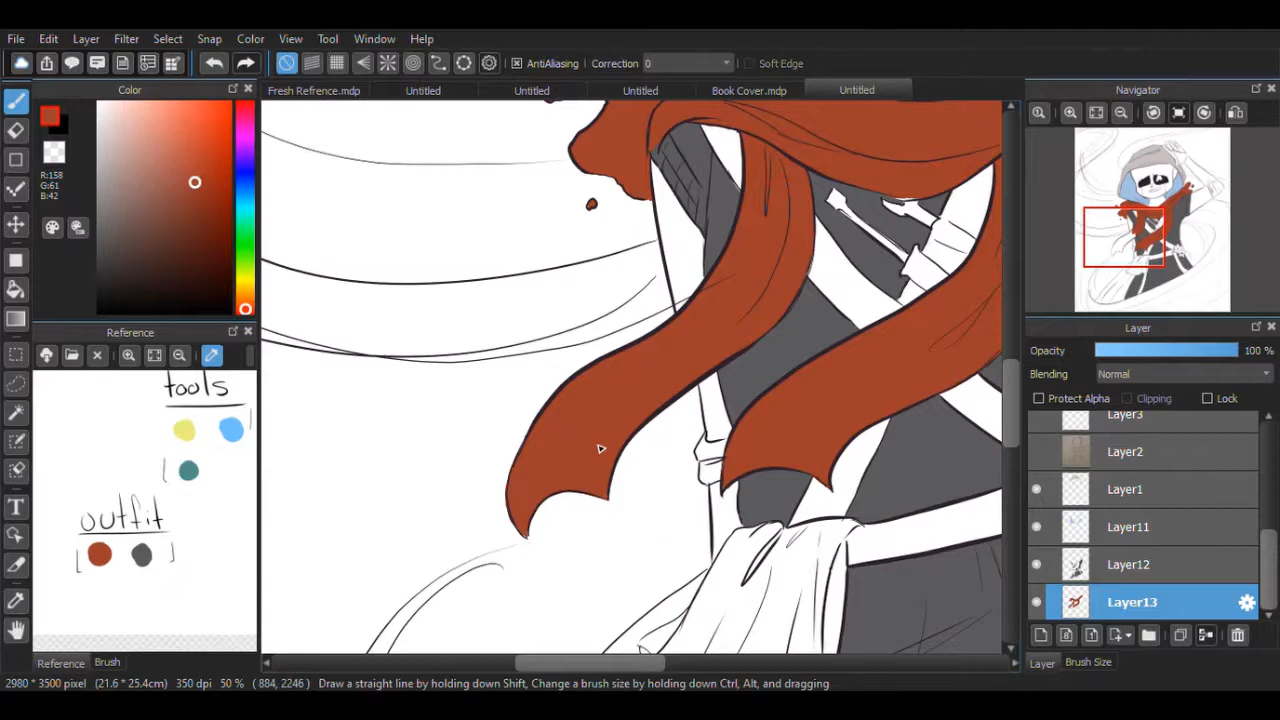 File Edit Layer Filter Select Snap Color View Tool Window Help
AntiAliasing Correction 0 Soft Edge
Color
Fresh Refrence.mdp Untitled Untitled Untitled Book Cover.mdp Untitled
Navigator
R:158
G:61
B:42
Reference
tools
outfit
Layer
Opacity 100 %
Blending Normal
Protect Alpha Clipping Lock
Layer3
Layer2
Layer1
Layer11
Layer12
Layer13
Reference Brush
Layer Brush Size
2980 * 3500 pixel (21.6 * 25.4cm) 350 dpi 50 % ( 884, 2246 ) Draw a straight line by holding down Shift, Change a brush size by holding down Ctrl, Alt, and dragging